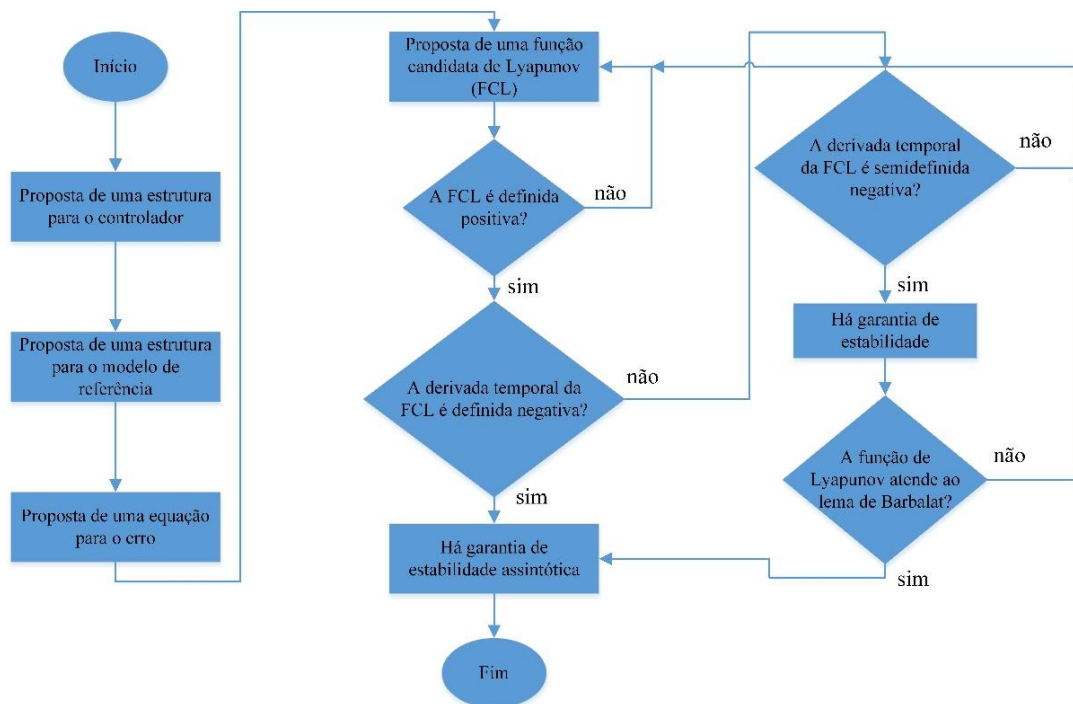 Início
Proposta de uma estrutura
para o controlador
Proposta de uma estrutura
para o modelo de
referência
Proposta de uma equação
para o erro
Proposta de uma função
candidata de Lyapunov
(FCL)
A FCL é definida
positiva?
não
sim
A derivada temporal da
FCL é definida negativa?
não
sim
Há garantia de
estabilidade assintótica
Fim
A derivada temporal
da FCL é semidefinida
negativa?
não
sim
Há garantia de
estabilidade
A função de
Lyapunov atende ao
lema de Barbalat?
não
sim